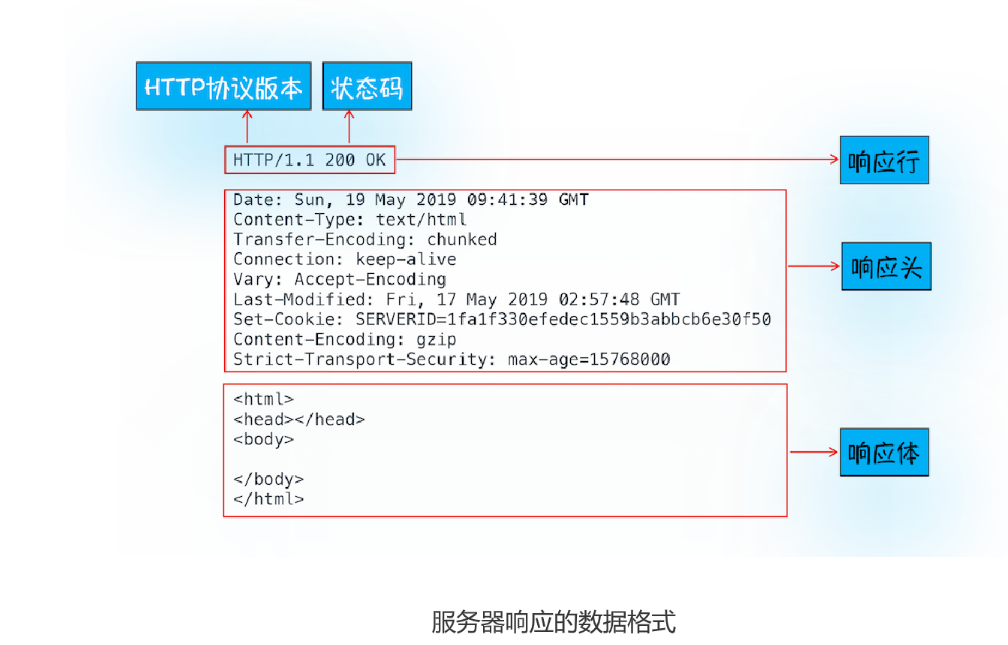 HTTP协议版本 状态码
HTTP/1.1 200 OK
响应行
Date: Sun, 19 May 2019 09:41:39 GMT
Content-Type: text/html
Transfer-Encoding: chunked
Connection: keep-alive
Vary: Accept-Encoding
Last-Modified: Fri, 17 May 2019 02:57:48 GMT
Set-Cookie: SERVERID=1fa1f330efedec1559b3abbcb6e30f50
Content-Encoding: gzip
Strict-Transport-Security: max-age=15768000
响应头
<html>
<head></head>
<body>
</body>
</html>
响应体
服务器响应的数据格式